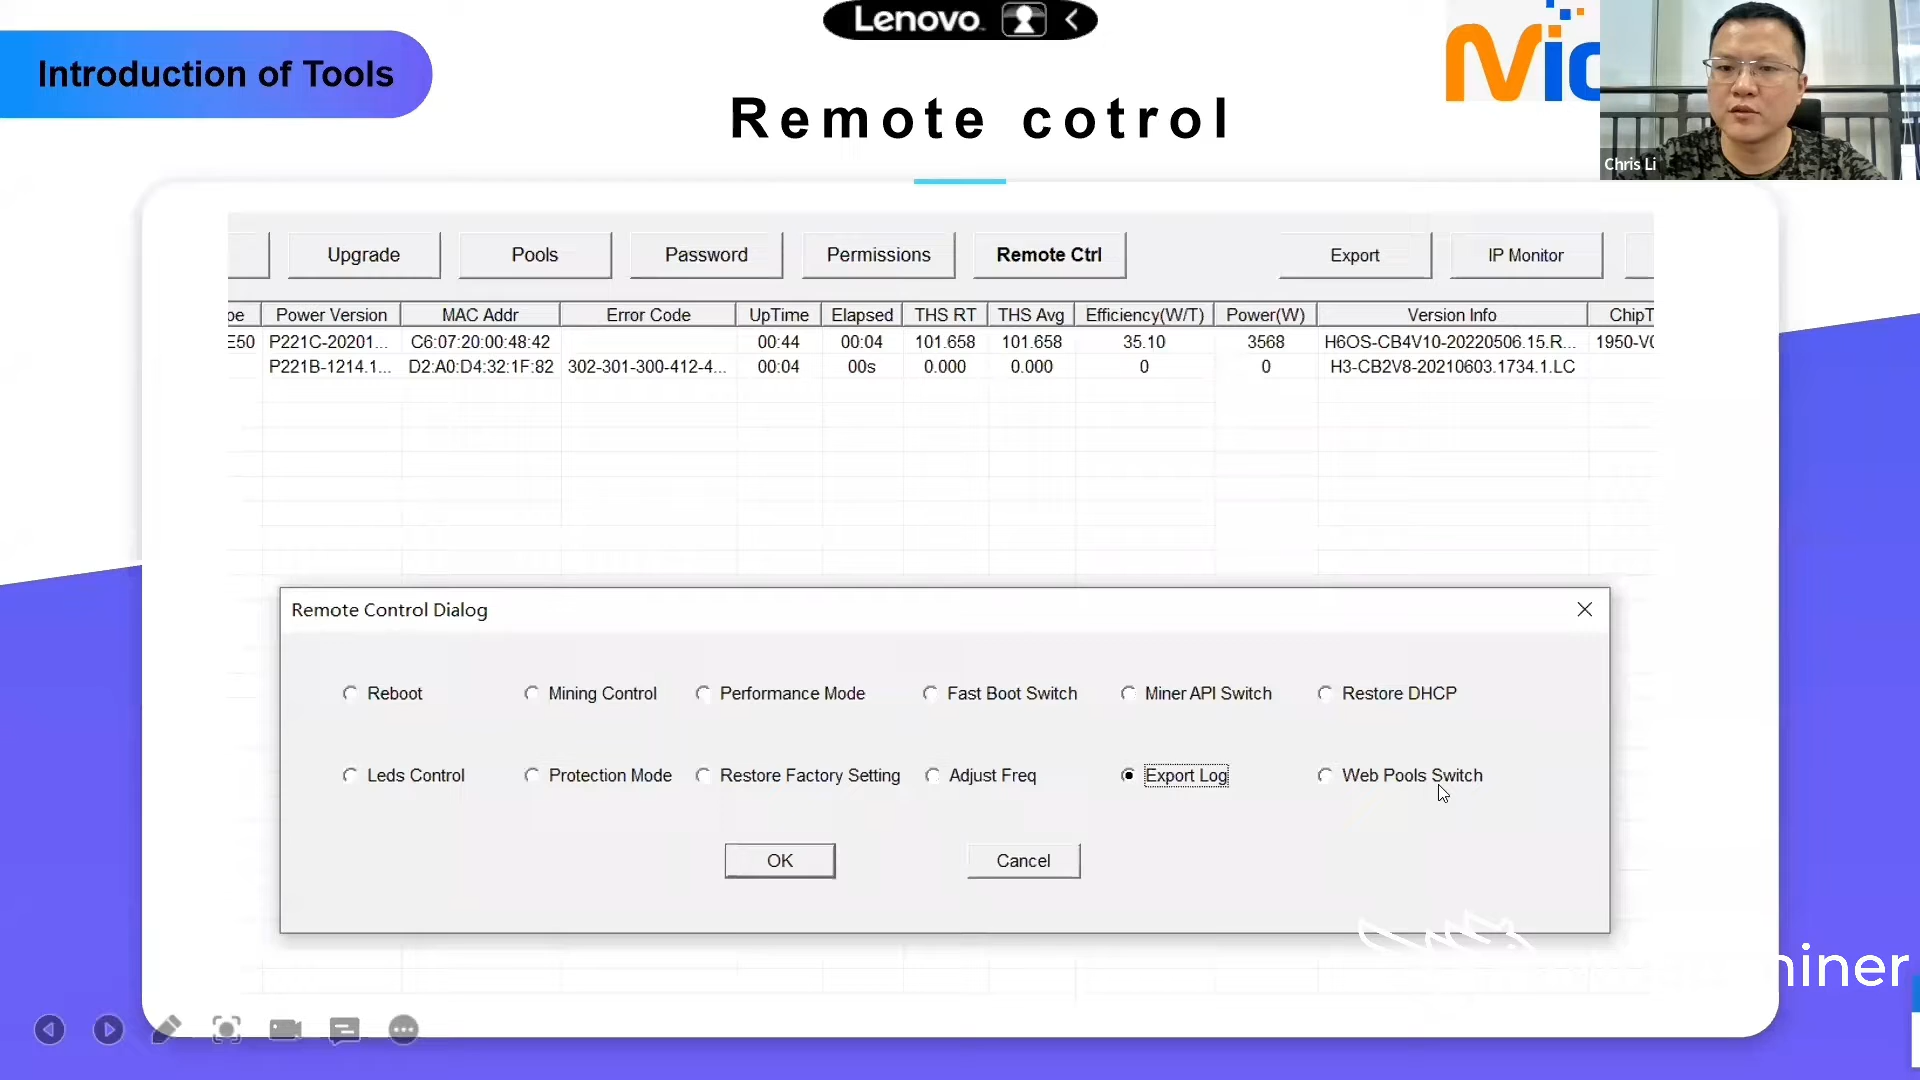 Lenovo
Introduction of Tools
Remote cotrol
Chris Li
Upgrade Pools Password Permissions Remote Ctrl Export IP Monitor
pe Power Version MAC Addr Error Code UpTime Elapsed THS RT THS Avg Efficiency(W/T) Power(W) Version Info ChipT
E50 P221C-20201... C6:07:20:00:48:42 00:44 00:04 101.658 101.658 35.10 3568 H6OS-CB4V10-20220506.15.R... 1950-V0
P221B-1214.1... D2:A0:D4:32:1F:82 302-301-300-412-4... 00:04 00s 0.000 0.000 0 0 H3-CB2V8-20210603.1734.1.LC
Remote Control Dialog
Reboot Mining Control Performance Mode Fast Boot Switch Miner API Switch Restore DHCP
Leds Control Protection Mode Restore Factory Setting Adjust Freq Export Log Web Pools Switch
OK Cancel